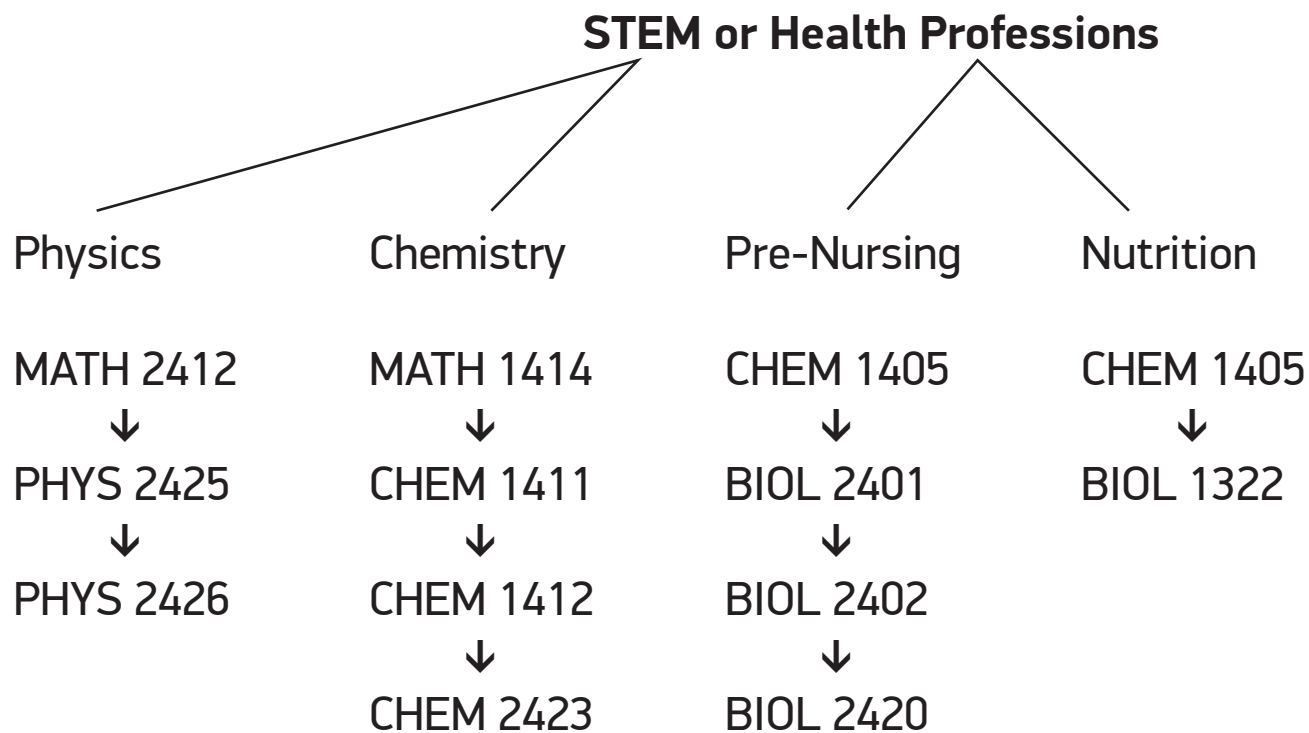 STEM or Health Professions
Physics
MATH 2412
PHYS 2425
PHYS 2426
Chemistry
MATH 1414
CHEM 1411
CHEM 1412
CHEM 2423
Pre-Nursing
CHEM 1405
BIOL 2401
BIOL 2402
BIOL 2420
Nutrition
CHEM 1405
BIOL 1322